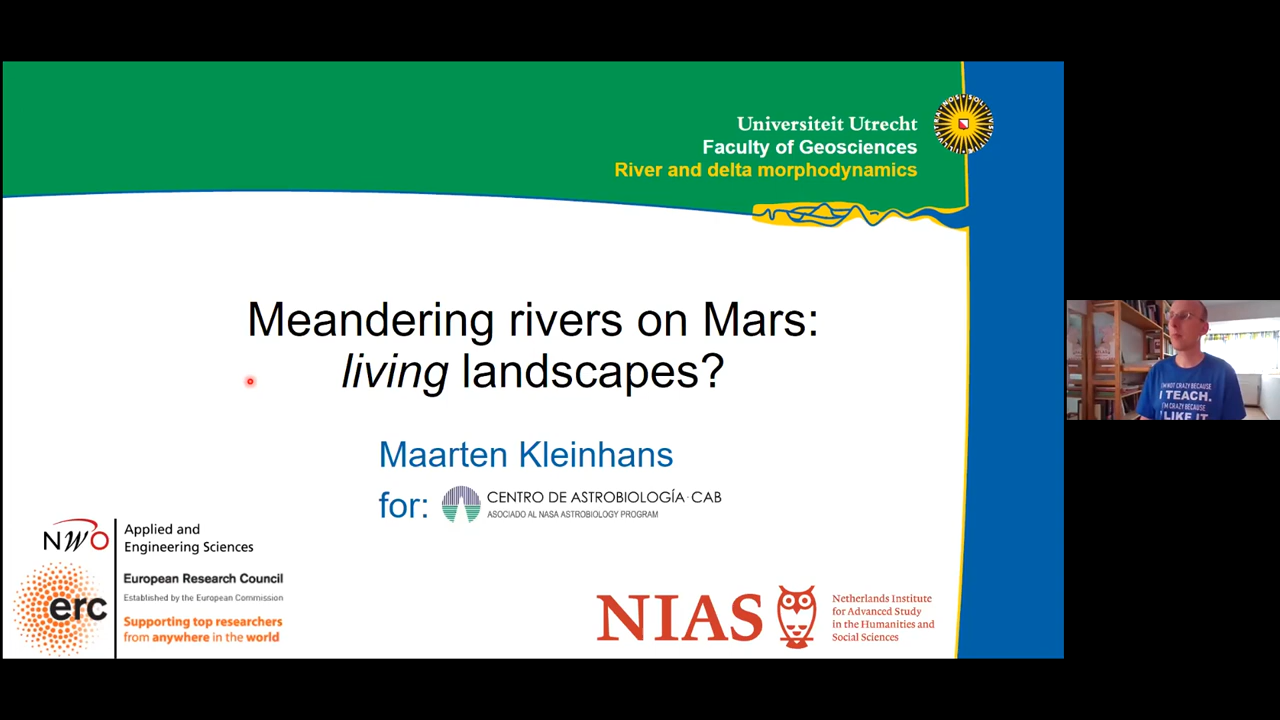 Universiteit Utrecht
Faculty of Geosciences
River and delta morphodynamics
Meandering rivers on Mars:
living landscapes?
Maarten Kleinhans
for:
CENTRO DE ASTROBIOLOGÍA·CAB
ASOCIADO AL NASA ASTROBIOLOGY PROGRAM
NWO
Applied and
Engineering Sciences
erc
European Research Council
Established by the European Commission
Supporting top researchers
from anywhere in the world
NIAS
Netherlands Institute
for Advanced Study
in the Humanities and
Social Sciences
I'M NOT CRAZY BECAUSE
I TEACH.
I'M CRAZY BECAUSE
I LIKE IT